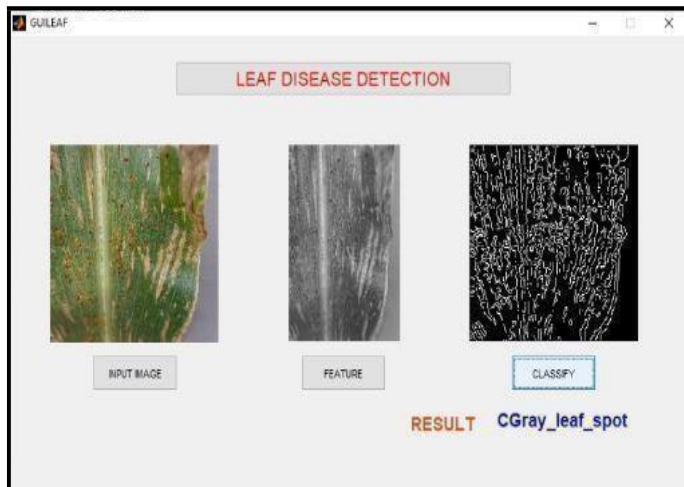 GUILEAF
LEAF DISEASE DETECTION
INPUT IMAGE
FEATURE
CLASSIFY
RESULT CGray_leaf_spot